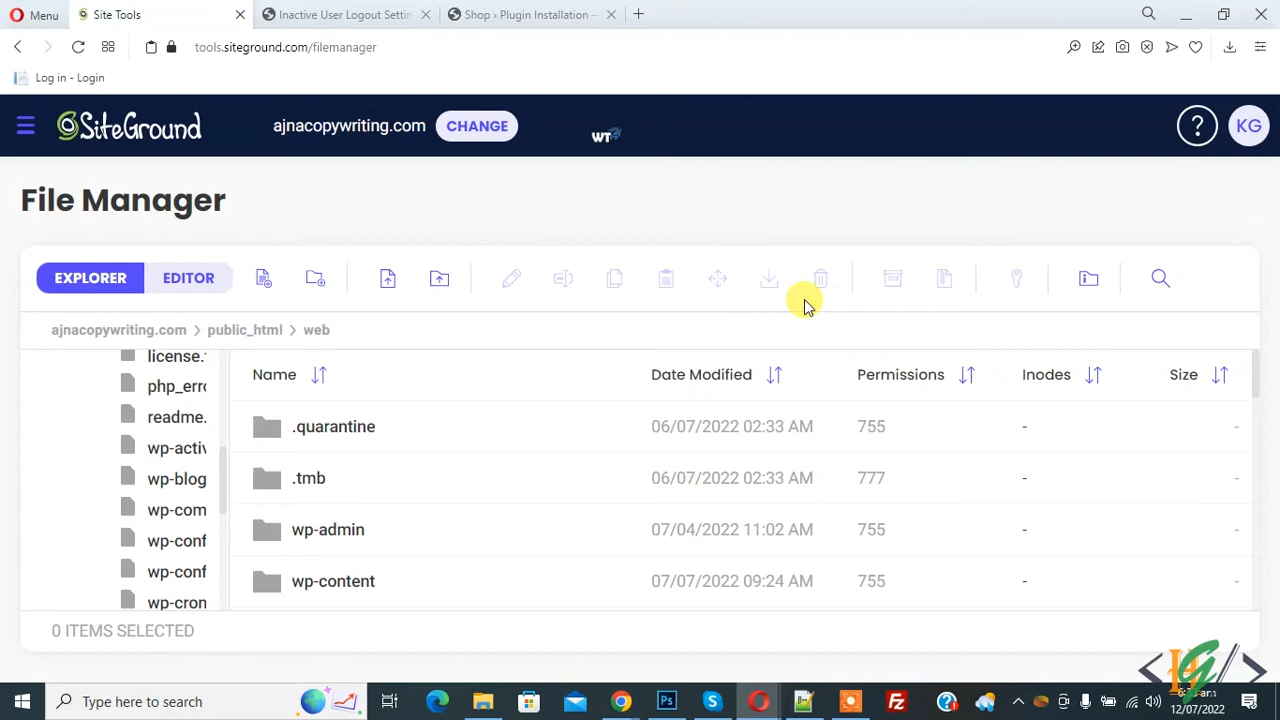 Menu
Site Tools
Inactive User Logout Settin
Shop › Plugin Installation —
tools.siteground.com/filemanager
Log in - Login
SiteGround
ajnacopywriting.com
CHANGE
WT
?
KG
File Manager
EXPLORER
EDITOR
ajnacopywriting.com > public_html > web
license.
php_erro
readme.
wp-activ
wp-blog
wp-com
wp-conf
wp-conf
wp-cron
Name
Date Modified
Permissions
Inodes
Size
.quarantine
06/07/2022 02:33 AM
755
-
-
.tmb
06/07/2022 02:33 AM
777
-
-
wp-admin
07/04/2022 11:02 AM
755
-
-
wp-content
07/07/2022 09:24 AM
755
-
-
0 ITEMS SELECTED
Type here to search
12/07/2022